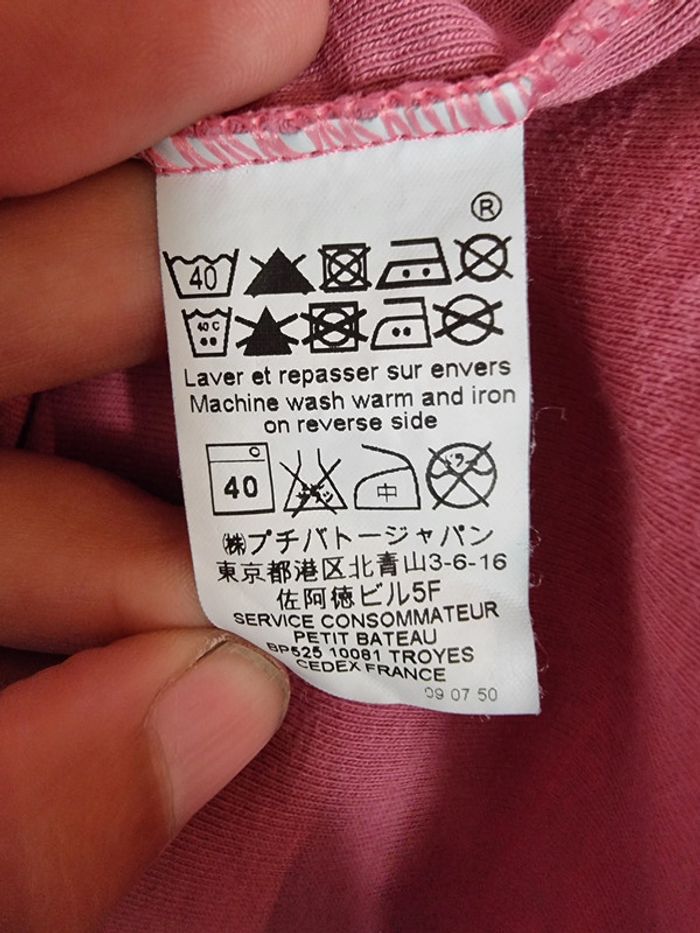 ®
40
40 C
Laver et repasser sur envers
Machine wash warm and iron
on reverse side
40 中 ドライ
㈱プチバトージャパン
東京都港区北青山3-6-16
佐阿徳ビル5F
SERVICE CONSOMMATEUR
PETIT BATEAU
BP525 10081 TROYES
CEDEX FRANCE
09 07 50